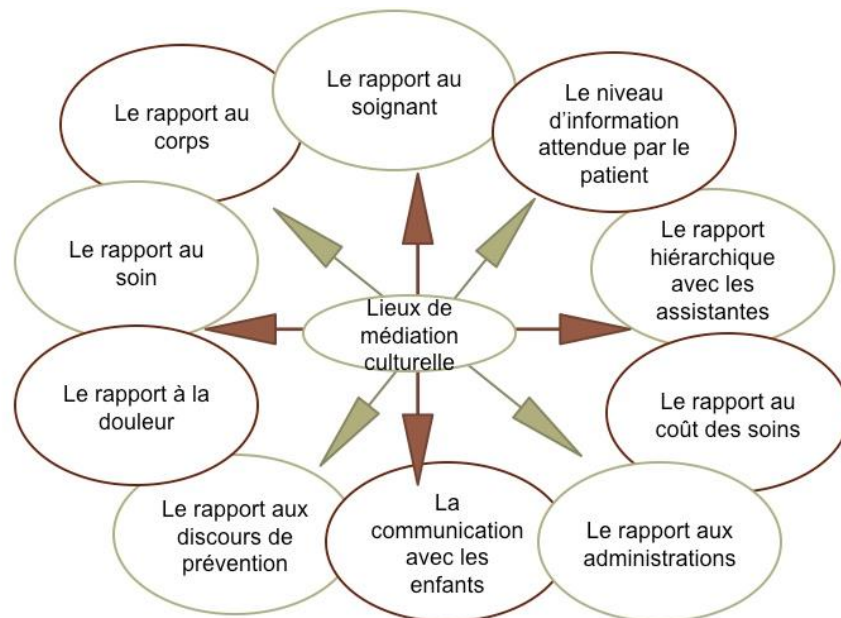 Le rapport au
soignant
Le niveau
d'information
attendue par le
patient
Le rapport au
corps
Le rapport
hiérarchique
avec les
assistantes
Le rapport au
soin
Lieux de
médiation
culturelle
Le rapport à la
douleur
Le rapport au
coût des soins
Le rapport aux
discours de
prévention
La
communication
avec les
enfants
Le rapport aux
administrations